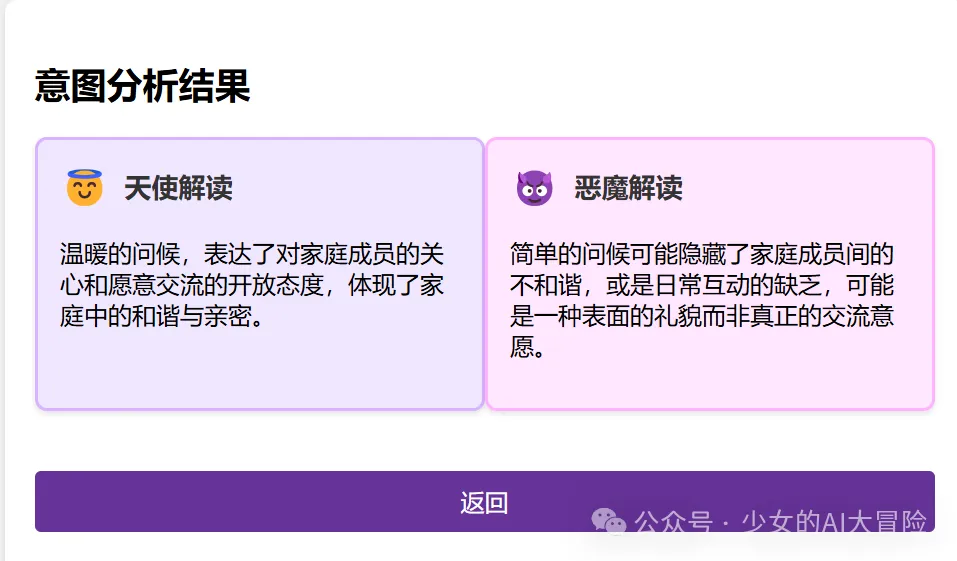 意图分析结果
天使解读
温暖的问候，表达了对家庭成员的关
心和愿意交流的开放态度，体现了家
庭中的和谐与亲密。
恶魔解读
简单的问候可能隐藏了家庭成员间的
不和谐，或是日常互动的缺乏，可能
是一种表面的礼貌而非真正的交流意
愿。
返回
公众号 · 少女的AI大冒险